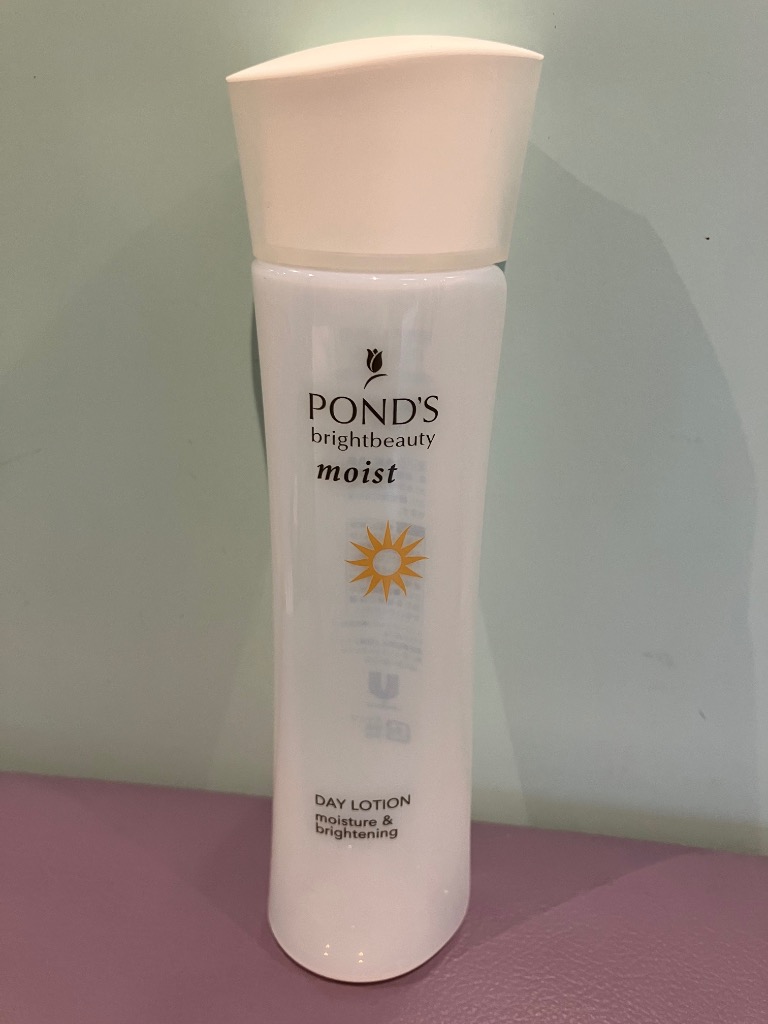 POND'S
brightbeauty
moist
DAY LOTION
moisture &
brightening